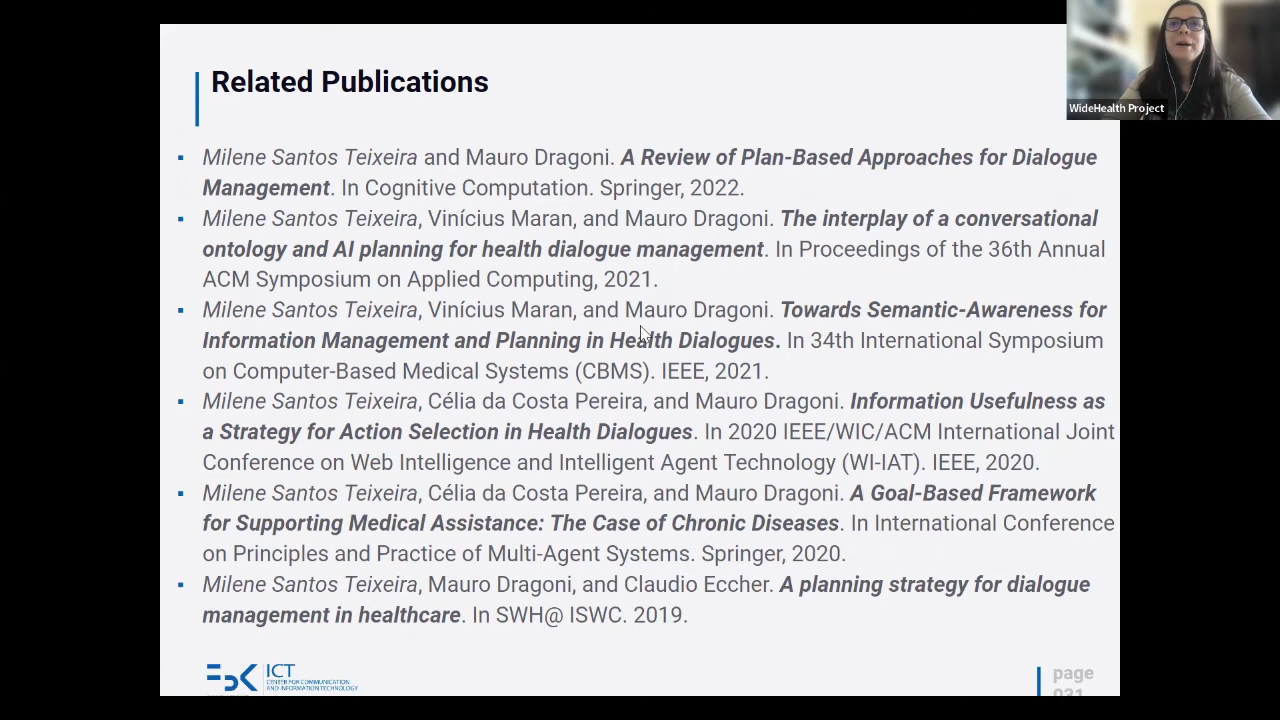 Related Publications
WideHealth Project
Milene Santos Teixeira and Mauro Dragoni. A Review of Plan-Based Approaches for Dialogue
Management. In Cognitive Computation. Springer, 2022.
Milene Santos Teixeira, Vinícius Maran, and Mauro Dragoni. The interplay of a conversational
ontology and AI planning for health dialogue management. In Proceedings of the 36th Annual
ACM Symposium on Applied Computing, 2021.
Milene Santos Teixeira, Vinícius Maran, and Mauro Dragoni. Towards Semantic-Awareness for
Information Management and Planning in Health Dialogues. In 34th International Symposium
on Computer-Based Medical Systems (CBMS). IEEE, 2021.
Milene Santos Teixeira, Célia da Costa Pereira, and Mauro Dragoni. Information Usefulness as
a Strategy for Action Selection in Health Dialogues. In 2020 IEEE/WIC/ACM International Joint
Conference on Web Intelligence and Intelligent Agent Technology (WI-IAT). IEEE, 2020.
Milene Santos Teixeira, Célia da Costa Pereira, and Mauro Dragoni. A Goal-Based Framework
for Supporting Medical Assistance: The Case of Chronic Diseases. In International Conference
on Principles and Practice of Multi-Agent Systems. Springer, 2020.
Milene Santos Teixeira, Mauro Dragoni, and Claudio Eccher. A planning strategy for dialogue
management in healthcare. In SWH@ ISWC. 2019.
FBK ICT
CENTER FOR COMMUNICATION
AND INFORMATION TECHNOLOGY
page
031